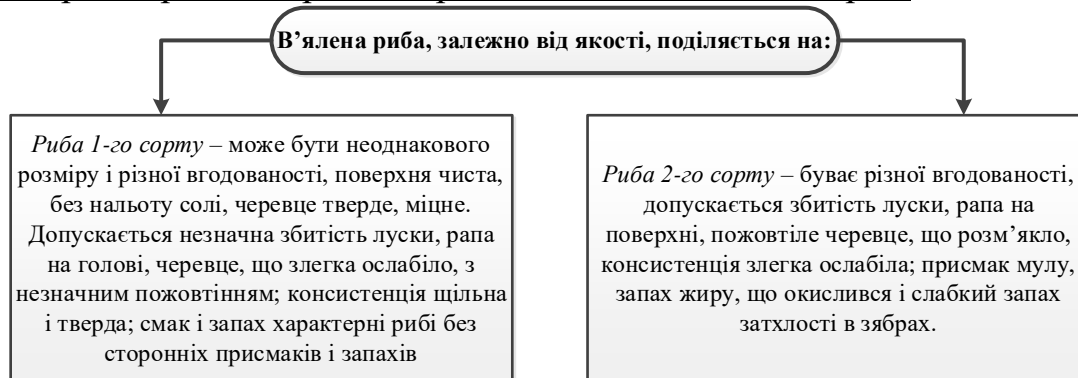 В’ялена риба, залежно від якості, поділяється на:
Риба 1-го сорту – може бути неоднакового
розміру і різної вгодованості, поверхня чиста,
без нальоту солі, черевце тверде, міцне.
Допускається незначна збитість луски, рапа
на голові, черевце, що злегка ослабіло, з
незначним пожовтінням; консистенція щільна
і тверда; смак і запах характерні рибі без
сторонніх присмаків і запахів
Риба 2-го сорту – буває різної вгодованості,
допускається збитість луски, рапа на
поверхні, пожовтіле черевце, що розм’якло,
консистенція злегка ослабіла; присмак мулу,
запах жиру, що окислився і слабкий запах
затхлості в зябрах.